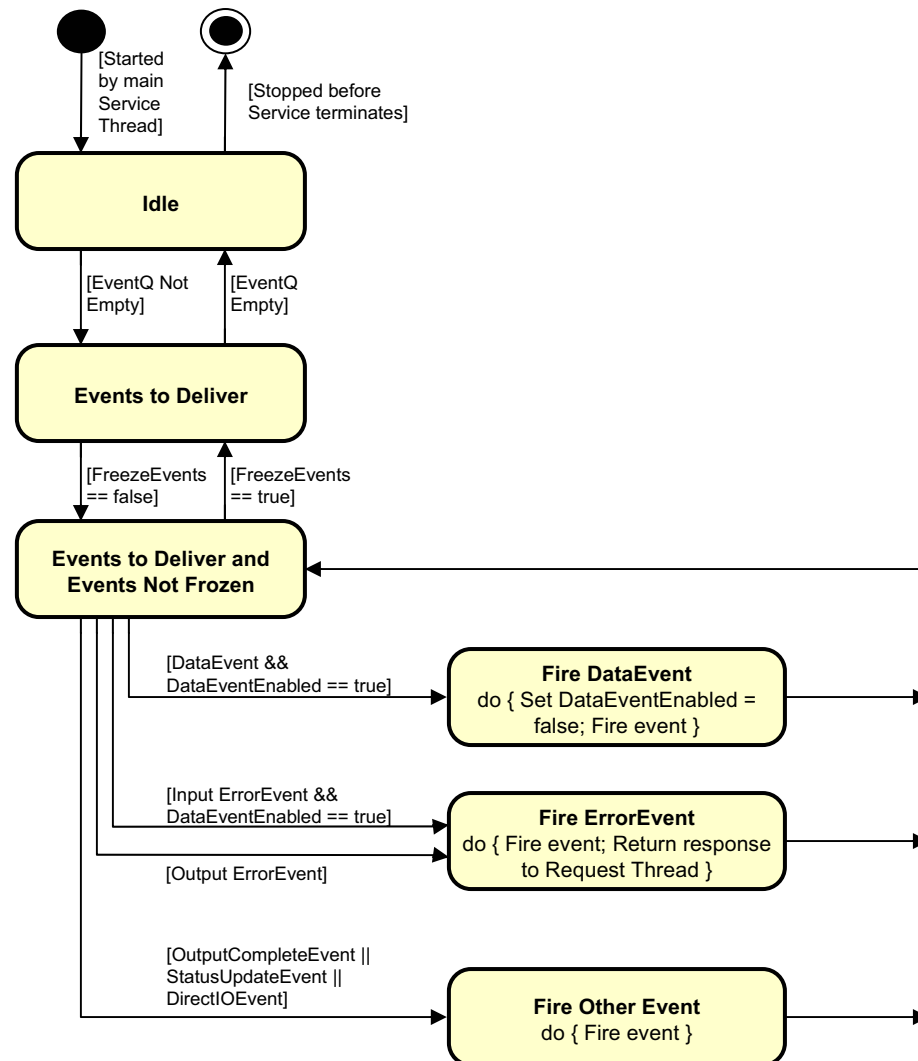 [Started
by main
Service
Thread]
[Stopped before
Service terminates]
Idle
[EventQ Not
Empty]
[EventQ
Empty]
Events to Deliver
[FreezeEvents
== false]
[FreezeEvents
== true]
Events to Deliver and
Events Not Frozen
[DataEvent &&
DataEventEnabled == true]
Fire DataEvent
do { Set DataEventEnabled =
false; Fire event }
[Input ErrorEvent &&
DataEventEnabled == true]
Fire ErrorEvent
do { Fire event; Return response
to Request Thread }
[Output ErrorEvent]
[OutputCompleteEvent ||
StatusUpdateEvent ||
DirectIOEvent]
Fire Other Event
do { Fire event }